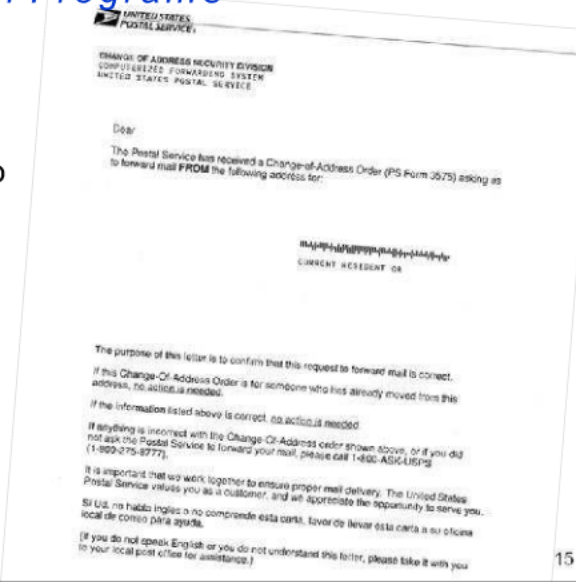 Programs
UNITED STATES
POSTAL SERVICE
CHANGE OF ADDRESS SECURITY DIVISION
COMPUTERIZED FORWARDING SYSTEM
UNITED STATES POSTAL SERVICE
Dear
The Postal Service has received a Change-of-Address Order (PS Form 3575) asking us
to forward mail FROM the following address for:
CURRENT RESIDENT OR
The purpose of this letter is to confirm that this request to forward mail is correct.
If this Change-Of-Address Order is for someone who has already moved from this
address, no action is needed.
If the information listed above is correct, no action is needed.
If anything is incorrect with the Change-Of-Address order shown above, or if you did
not ask the Postal Service to forward your mail, please call 1-800-ASK-USPS
(1-800-275-8777).
It is important that we work together to ensure proper mail delivery. The United States
Postal Service values you as a customer, and we appreciate the opportunity to serve you.
Si Ud. no habla ingles o no comprende esta carta, favor de llevar esta carta a su oficina
local de correo para ayuda.
(If you do not speak English or you do not understand this letter, please take it with you
to your local post office for assistance.)
15